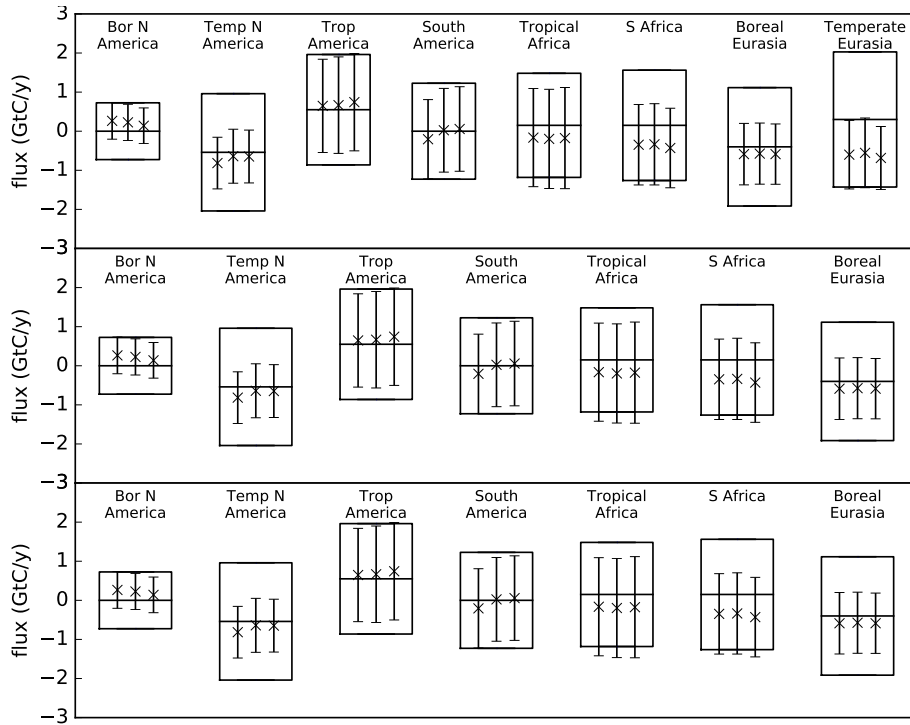 3
2
1
0
−1
−2
−3
flux (GtC/y)
Bor N
America
Temp N
America
Trop
America
South
America
Tropical
Africa
S Africa
Boreal
Eurasia
Temperate
Eurasia
2
1
0
−1
−2
−3
flux (GtC/y)
Bor N
America
Temp N
America
Trop
America
South
America
Tropical
Africa
S Africa
Boreal
Eurasia
2
1
0
−1
−2
−3
flux (GtC/y)
Bor N
America
Temp N
America
Trop
America
South
America
Tropical
Africa
S Africa
Boreal
Eurasia